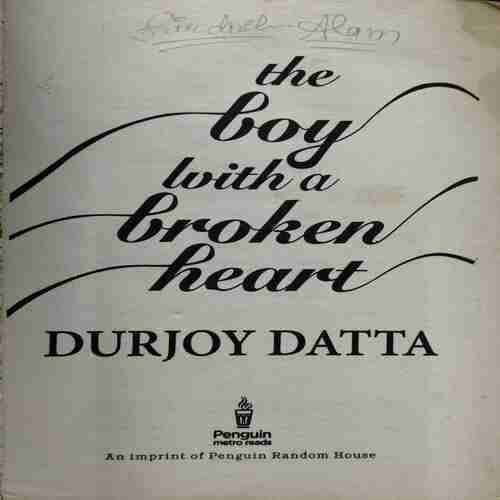 Alam
the
boy
with a
broken
heart
DURJOY DATTA
Penguin
metro reads
An imprint of Penguin Random House